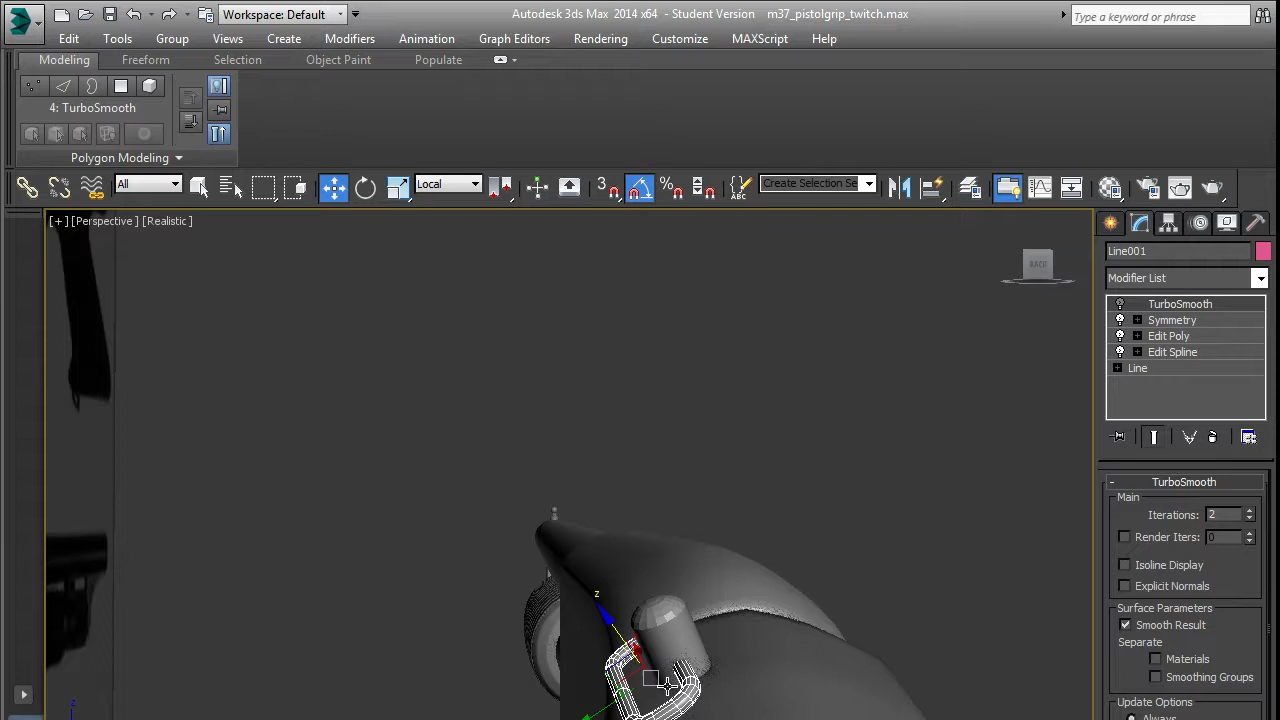 Workspace: Default
Autodesk 3ds Max 2014 x64 - Student Version
m37_pistolgrip_twitch.max
Type a keyword or phrase
Edit Tools Group Views Create Modifiers Animation Graph Editors Rendering Customize MAXScript Help
Modeling Freeform Selection Object Paint Populate
4: TurboSmooth
Polygon Modeling
All
Local
3
%
ABC
Create Selection Se
[+] [Perspective] [Realistic]
BACK
Line001
Modifier List
TurboSmooth
Symmetry
Edit Poly
Edit Spline
Line
TurboSmooth
Main
Iterations: 2
Render Iters: 0
Isoline Display
Explicit Normals
Surface Parameters
Smooth Result
Separate
Materials
Smoothing Groups
Update Options
Always
z
z